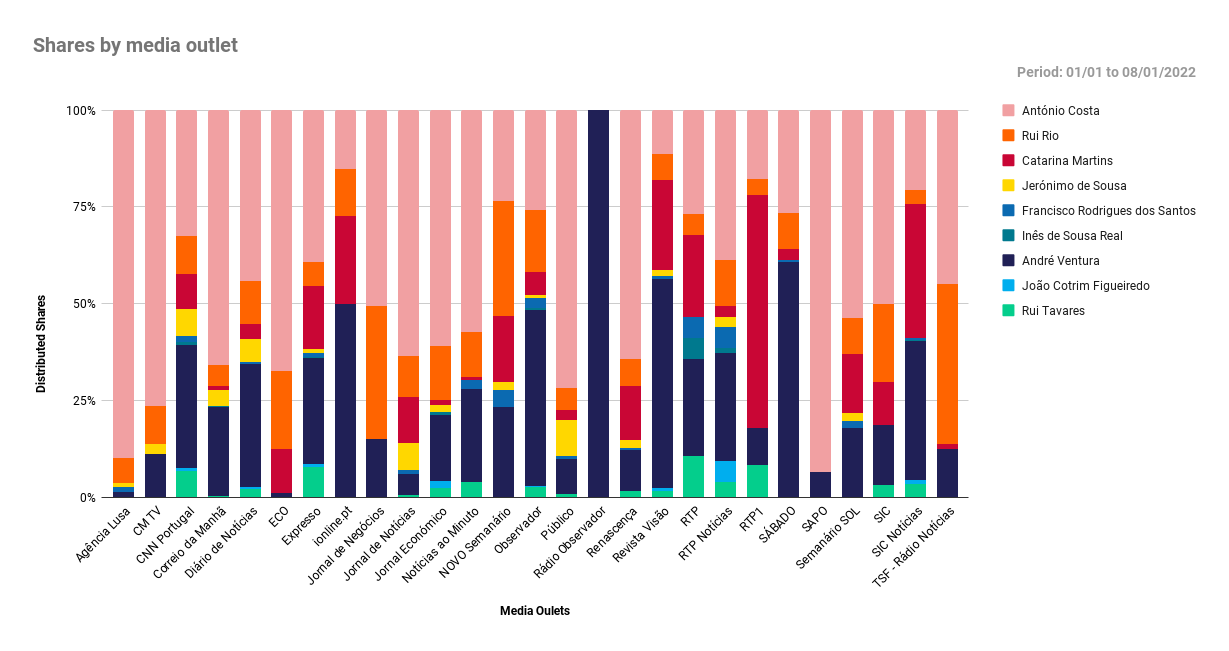 Shares by media outlet
Period: 01/01 to 08/01/2022
100%
75%
50%
25%
0%
Distributed Shares
António Costa
Rui Rio
Catarina Martins
Jerónimo de Sousa
Francisco Rodrigues dos Santos
Inês de Sousa Real
André Ventura
João Cotrim Figueiredo
Rui Tavares
Agência Lusa
CM TV
CNN Portugal
Correio da Manhã
Diário de Notícias
ECO
Expresso
ionline.pt
Jornal de Negócios
Jornal de Notícias
Jornal Económico
Notícias ao Minuto
NOVO Semanário
Observador
Público
Rádio Observador
Renascença
Revista Visão
RTP
RTP Notícias
RTP1
SÁBADO
SAPO
Semanário SOL
SIC
SIC Notícias
TSF - Rádio Notícias
Media Oulets